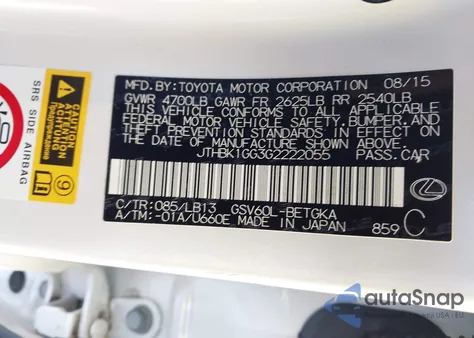 MFD.BY:TOYOTA MOTOR CORPORATION 08/15
GVWR 4700LB GAWR FR 2625LB RR 2540LB
THIS VEHICLE CONFORMS TO ALL APPLICABLE
FEDERAL MOTOR VEHICLE SAFETY,BUMPER,AND
THEFT PREVENTION STANDARDS IN EFFECT ON
THE DATE OF MANUFACTURE SHOWN ABOVE.
JTHBK1GG3G2222055 PASS.CAR
C/TR:085/LB13 GSV60L-BETGKA
A/TM:-01A/U660E MADE IN JAPAN 859 C
SRS SIDE AIRBAG
ACHTUNG
ATTENTION
9
autoSnap